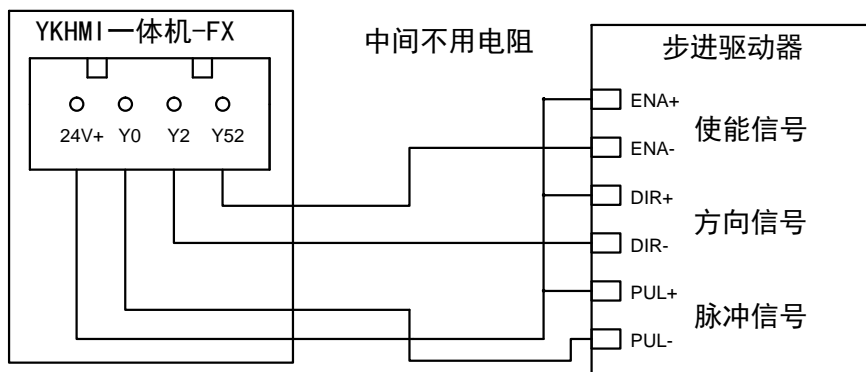 YKHMI一体机-FX
中间不用电阻
步进驱动器
24V+ Y0 Y2 Y52
ENA+
使能信号
ENA-
DIR+
方向信号
DIR-
PUL+
脉冲信号
PUL-